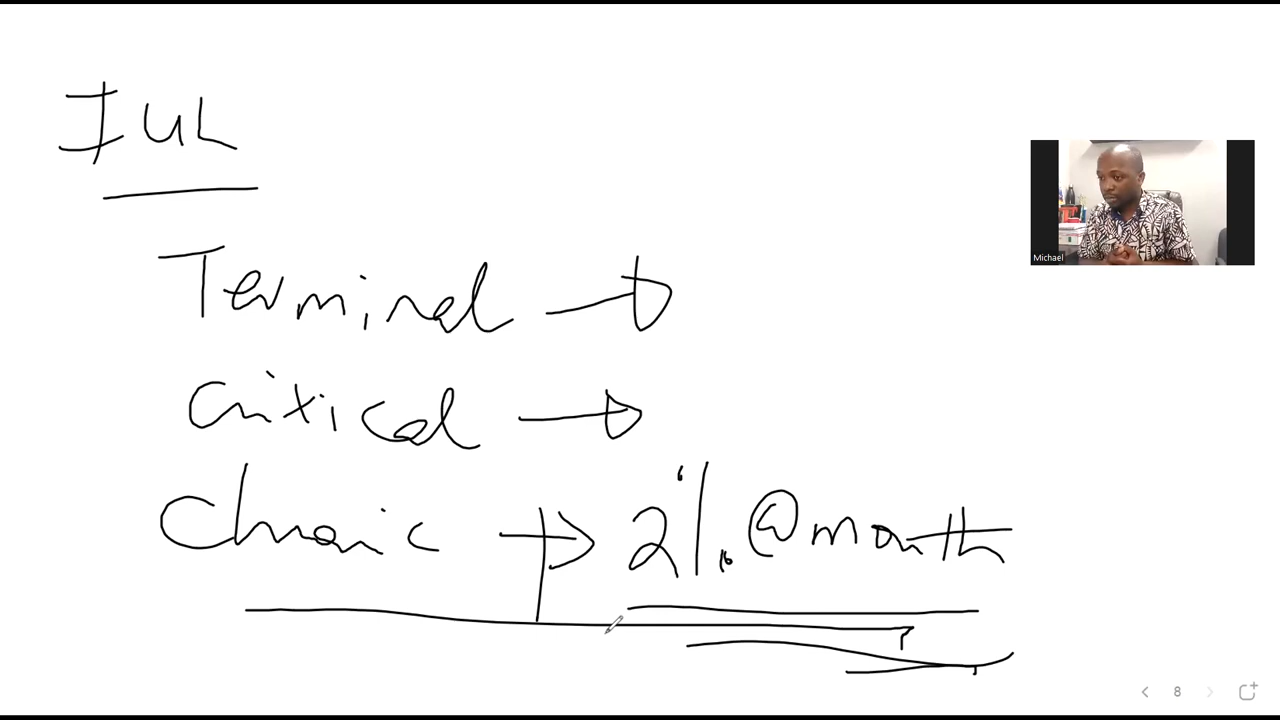 IUL
Terminal →
Critical →
Chronic → 2% @ month
Michael
8